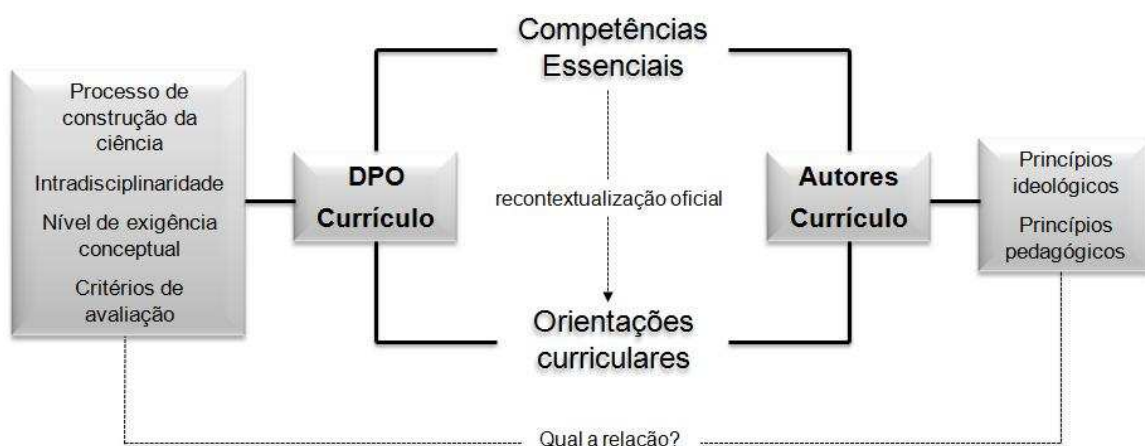 Competências
Essenciais
Processo de
construção da
ciência
Intradisciplinaridade
Nível de exigência
conceptual
Critérios de
avaliação
DPO
Currículo
recontextualização oficial
Autores
Currículo
Princípios
ideológicos
Princípios
pedagógicos
Orientações
curriculares
Qual a relação?